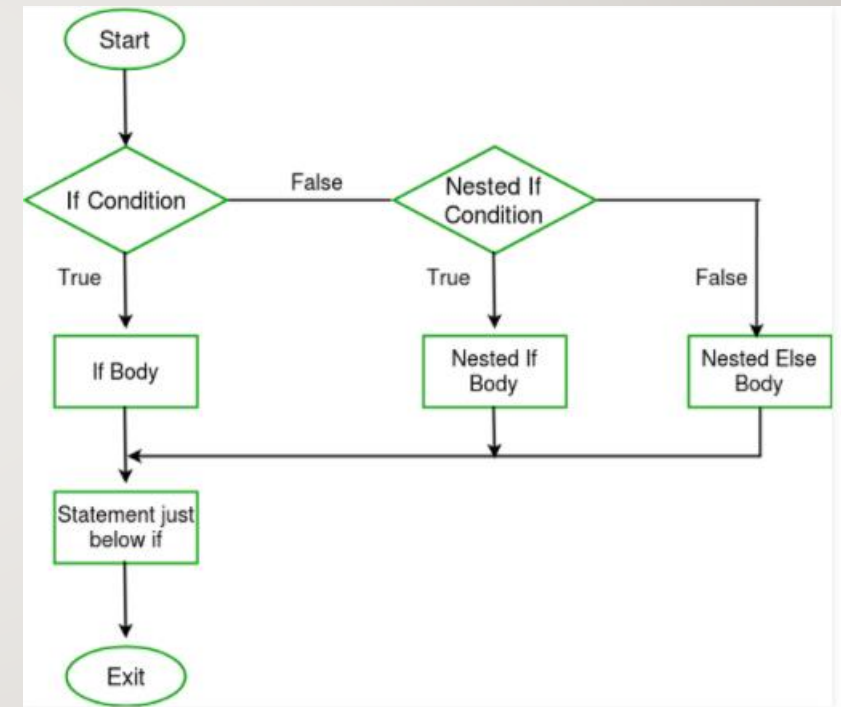 Start
If Condition
False
Nested If
Condition
True
True
False
If Body
Nested If
Body
Nested Else
Body
Statement just
below if
Exit